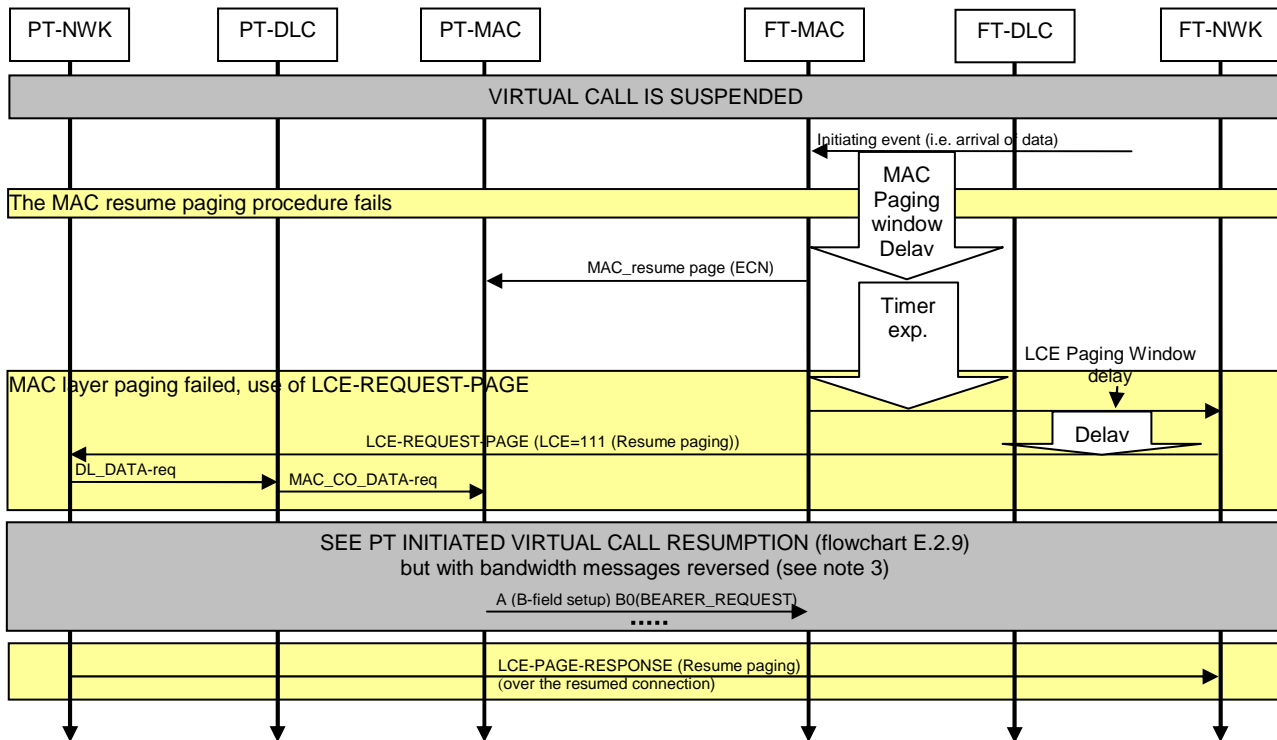 PT-NWK
PT-DLC
PT-MAC
FT-MAC
FT-DLC
FT-NWK
VIRTUAL CALL IS SUSPENDED
Initiating event (i.e. arrival of data)
MAC
Paging
window
Delav
The MAC resume paging procedure fails
MAC_resume page (ECN)
Timer
exp.
LCE Paging Window
delay
MAC layer paging failed, use of LCE-REQUEST-PAGE
Delav
LCE-REQUEST-PAGE (LCE=111 (Resume paging))
DL_DATA-req
MAC_CO_DATA-req
SEE PT INITIATED VIRTUAL CALL RESUMPTION (flowchart E.2.9)
but with bandwidth messages reversed (see note 3)
A (B-field setup) B0(BEARER_REQUEST)
.....
LCE-PAGE-RESPONSE (Resume paging)
(over the resumed connection)